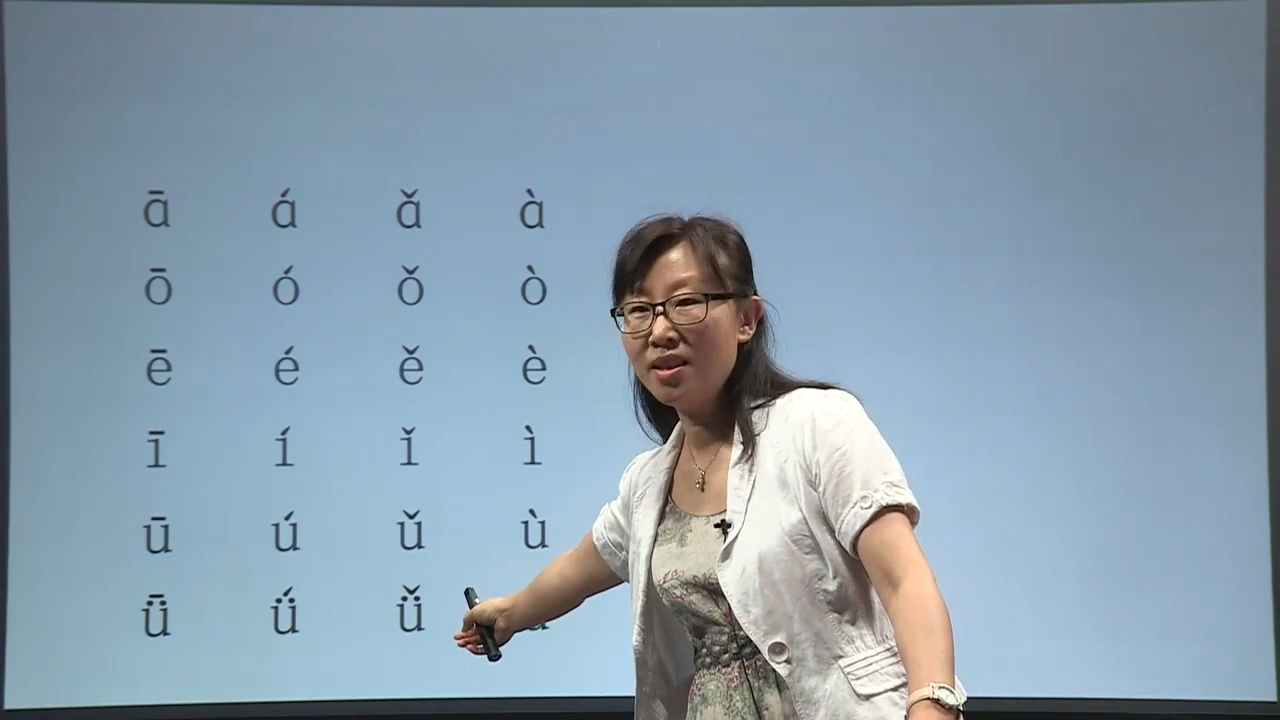 ā á ǎ à
ō ó ǒ ò
ē é ě è
ī í ǐ ì
ū ú ǔ ù
ǖ ǘ ǚ